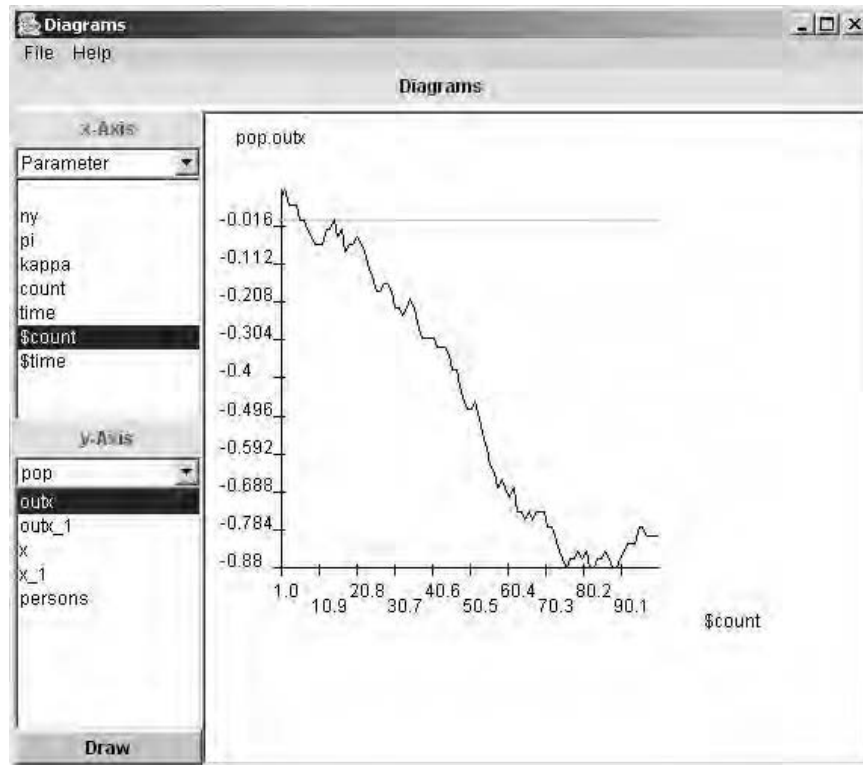 Diagrams
File Help
Diagrams
x-Axis
Parameter
ny
pi
kappa
count
time
$count
$time
y-Axis
pop
outx
outx_1
x
x_1
persons
Draw
pop.outx
-0.016
-0.112
-0.208
-0.304
-0.4
-0.496
-0.592
-0.688
-0.784
-0.88
1.0 20.8 40.6 60.4 80.2
10.9 30.7 50.5 70.3 90.1
$count